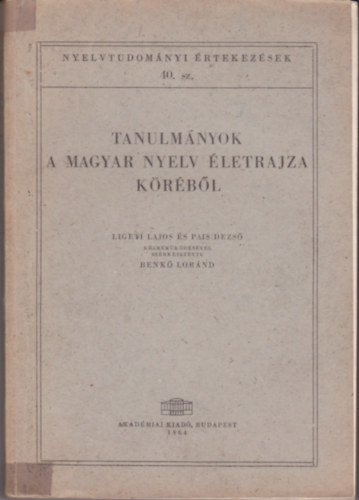 NYELVTUDOMÁNYI ÉRTEKEZÉSEK
40. sz.
TANULMÁNYOK
A MAGYAR NYELV ÉLETRAJZA
KÖRÉBŐL
LIGETI LAJOS ÉS PAIS DEZSŐ
KÖZREMŰKÖDÉSÉVEL
SZERKESZTETTE
BENKŐ LORÁND
AKADÉMIAI KIADÓ, BUDAPEST